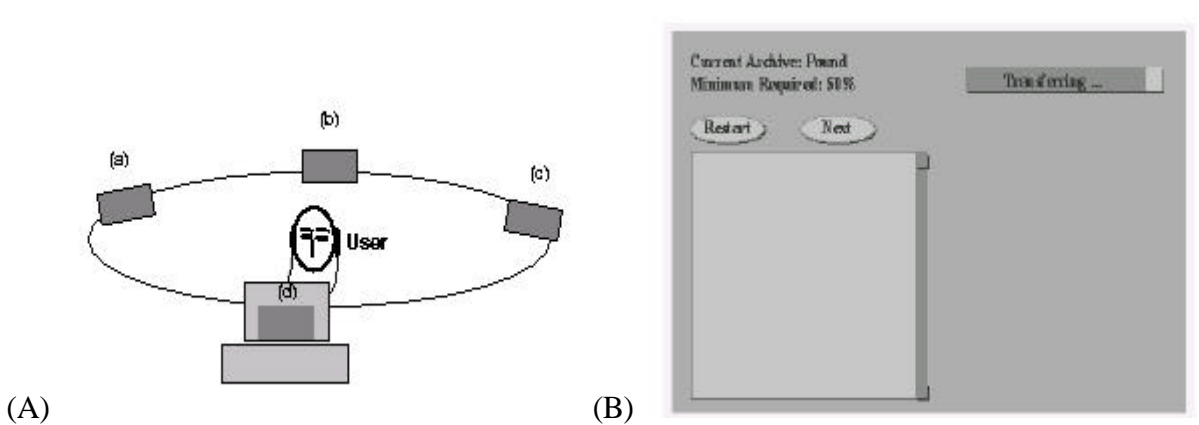 (b)
(a)
(c)
User
(d)
(A)
Current Archive: Pound
Minimum Required: 50%
Transferring ...
Restart
Next
(B)